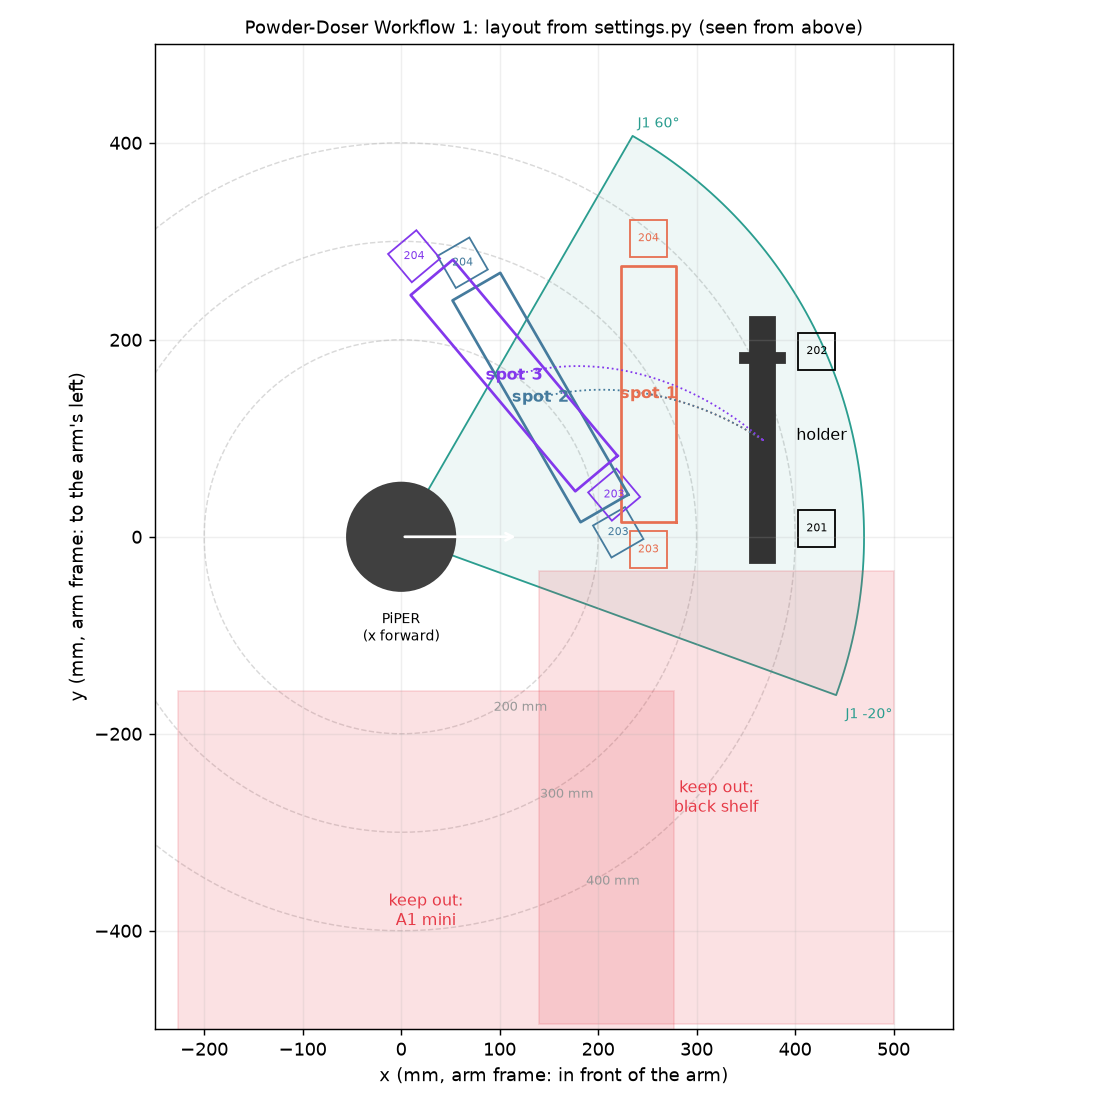 Powder-Doser Workflow 1: layout from settings.py (seen from above)
J1 60°
400
204
204
204
200
202
spot 3
spot 1
spot 2
holder
203
201
203
203
0
PiPER
(x forward)
J1 -20°
200 mm
−200
keep out:
black shelf
300 mm
400 mm
keep out:
A1 mini
−400
−200
−100
0
100
200
300
400
500
x (mm, arm frame: in front of the arm)
y (mm, arm frame: to the arm's left)